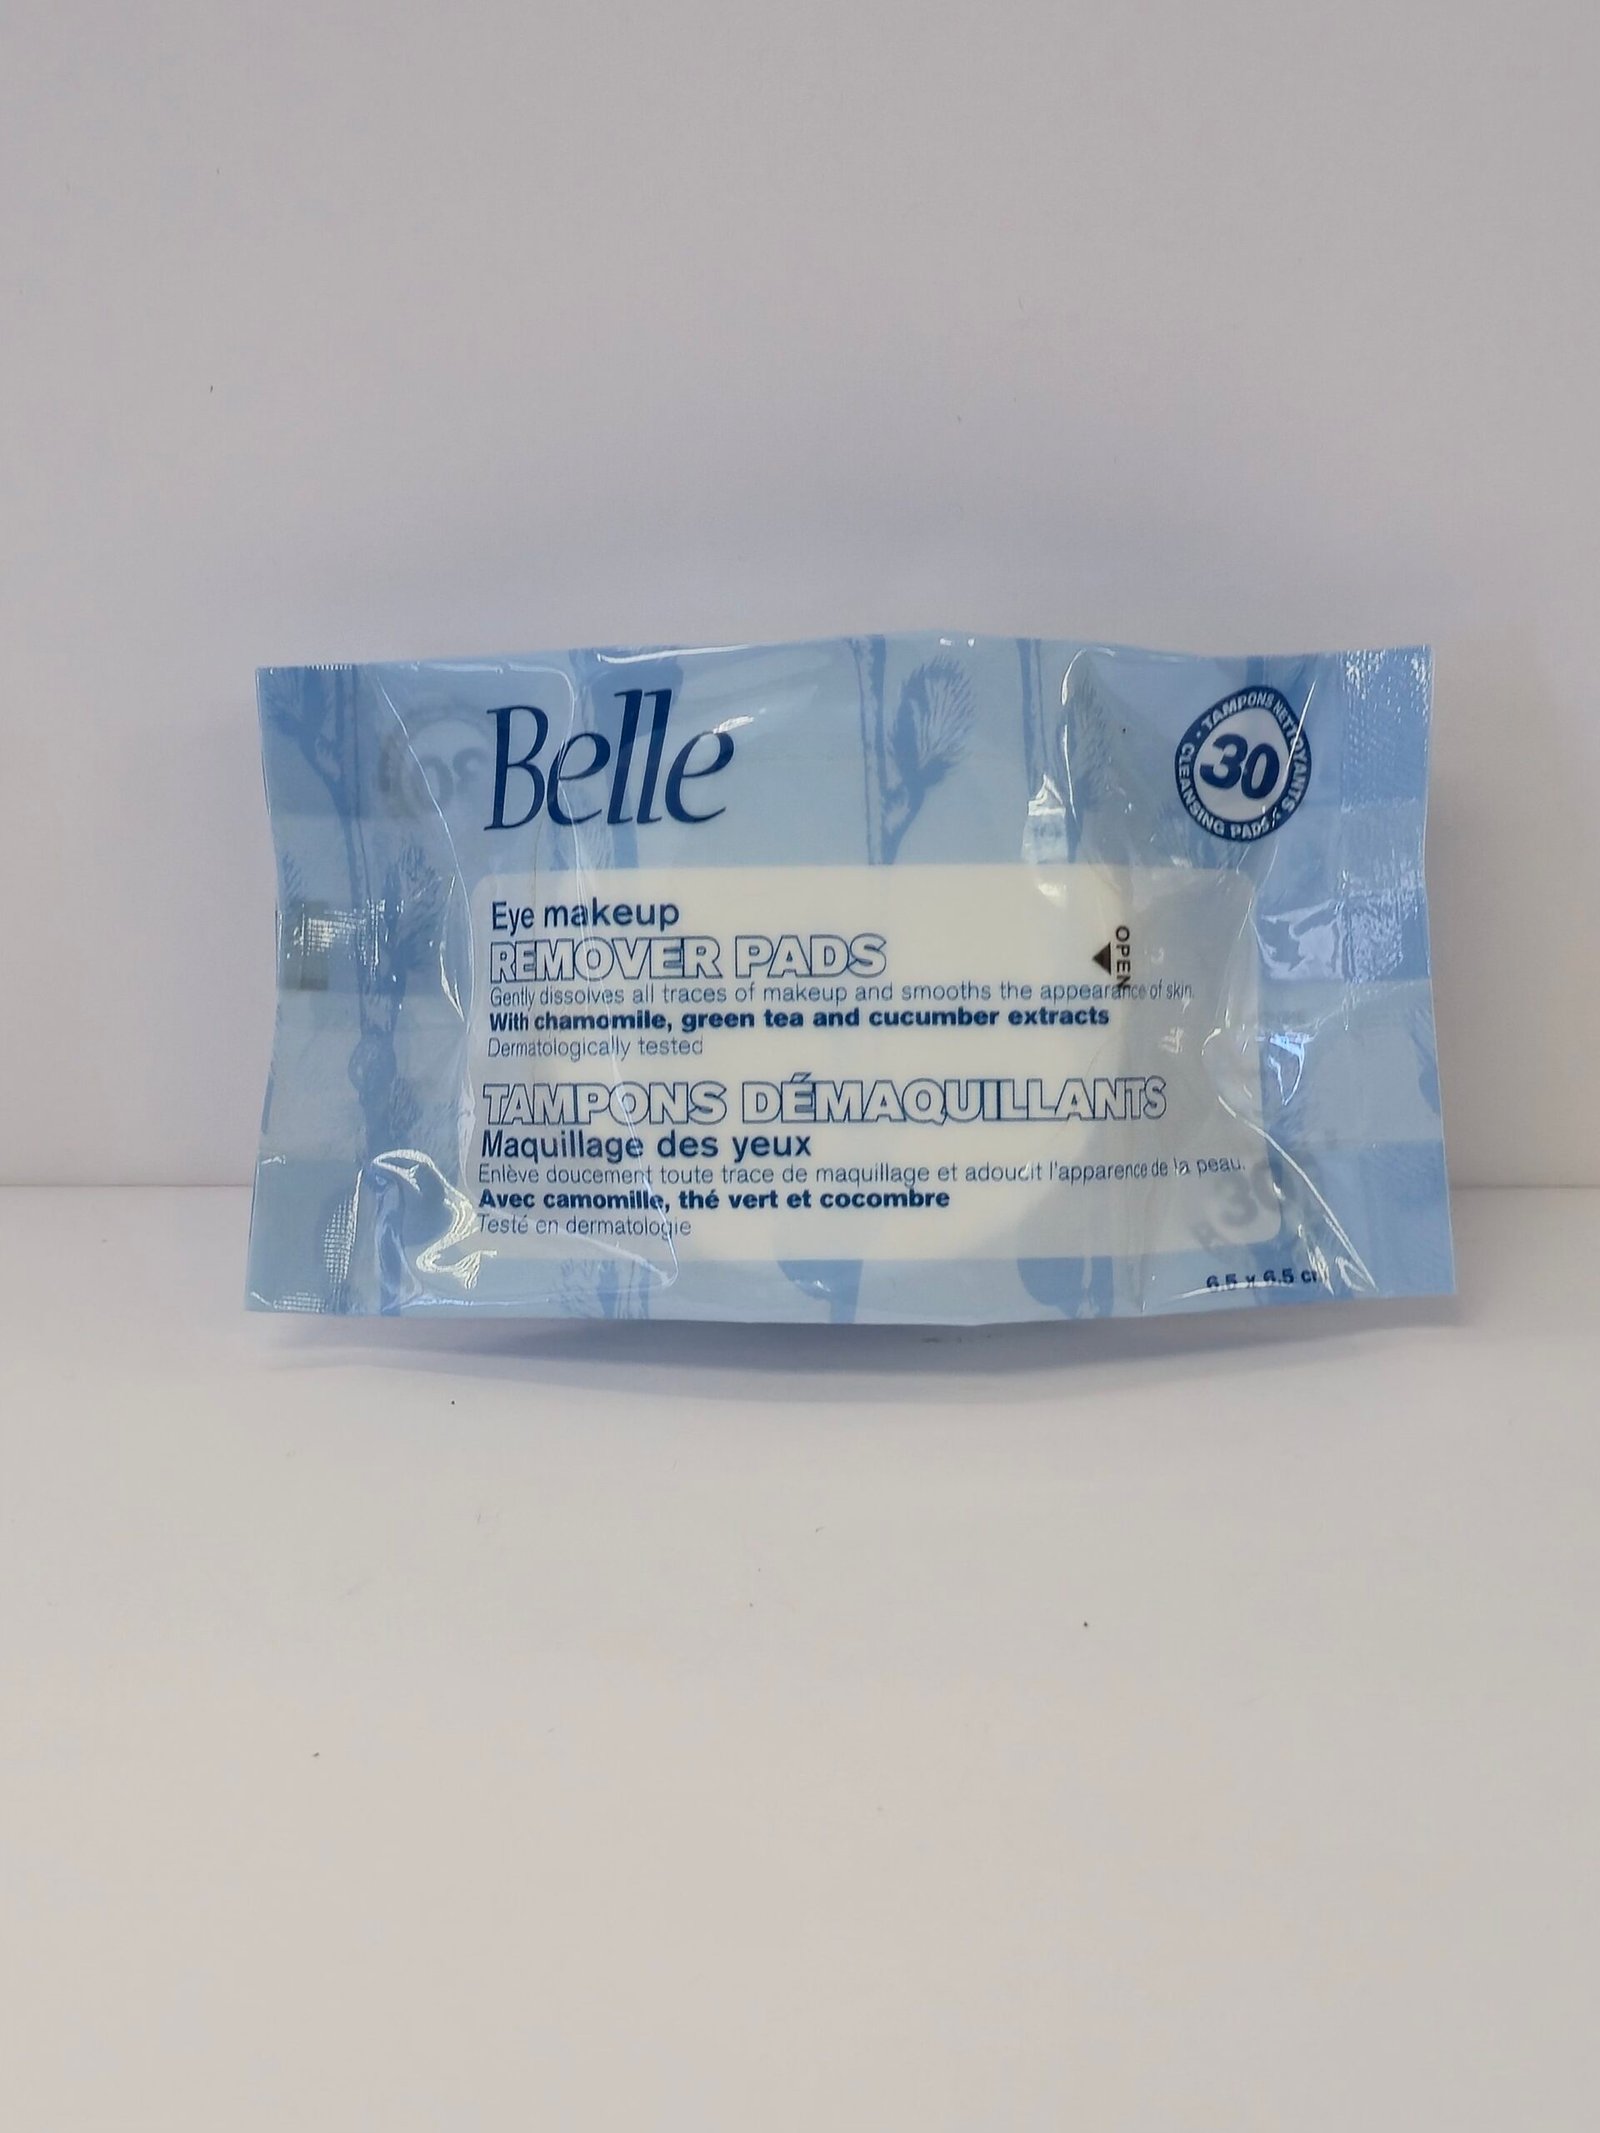 Belle
TAMPONS NETTOYANTS
30
CLEANSING PADS
Eye makeup
REMOVER PADS
OPEN
Gently dissolves all traces of makeup and smooths the appearance of skin.
With chamomile, green tea and cucumber extracts
Dermatologically tested
TAMPONS DÉMAQUILLANTS
Maquillage des yeux
Enlève doucement toute trace de maquillage et adoucit l'apparence de la peau.
Avec camomille, thé vert et cocombre
Testé en dermatologie
30
6.5 x 6.5 cm